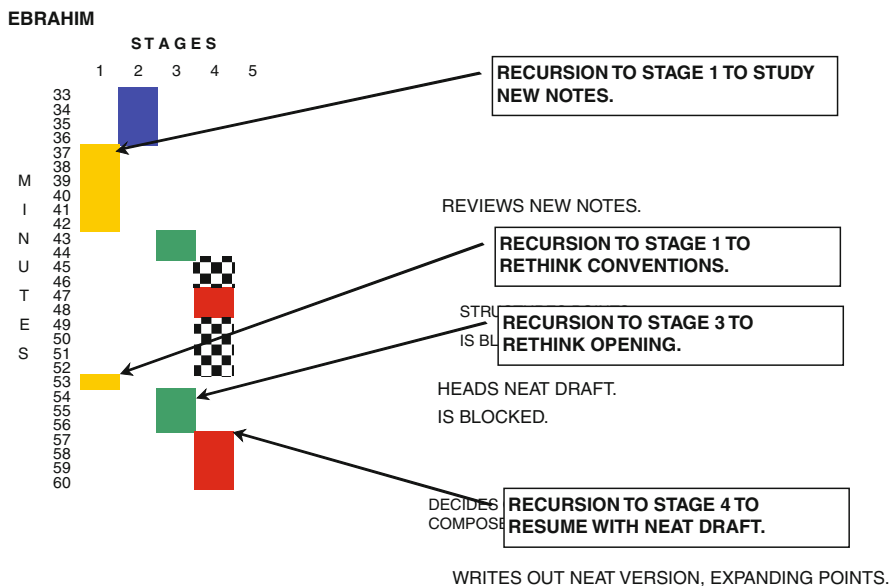 EBRAHIM
STAGES
1 2 3 4 5
RECURSION TO STAGE 1 TO STUDY
NEW NOTES.
33
34
35
36
37
38
39
40
41
42
43
44
45
46
47
48
49
50
51
52
53
54
55
56
57
58
59
60
MINUTES
REVIEWS NEW NOTES.
RECURSION TO STAGE 1 TO
RETHINK CONVENTIONS.
RECURSION TO STAGE 3 TO
RETHINK OPENING.
IS
HEADS NEAT DRAFT.
IS BLOCKED.
DECIDES
RECURSION TO STAGE 4 TO
RESUME WITH NEAT DRAFT.
WRITES OUT NEAT VERSION, EXPANDING POINTS.